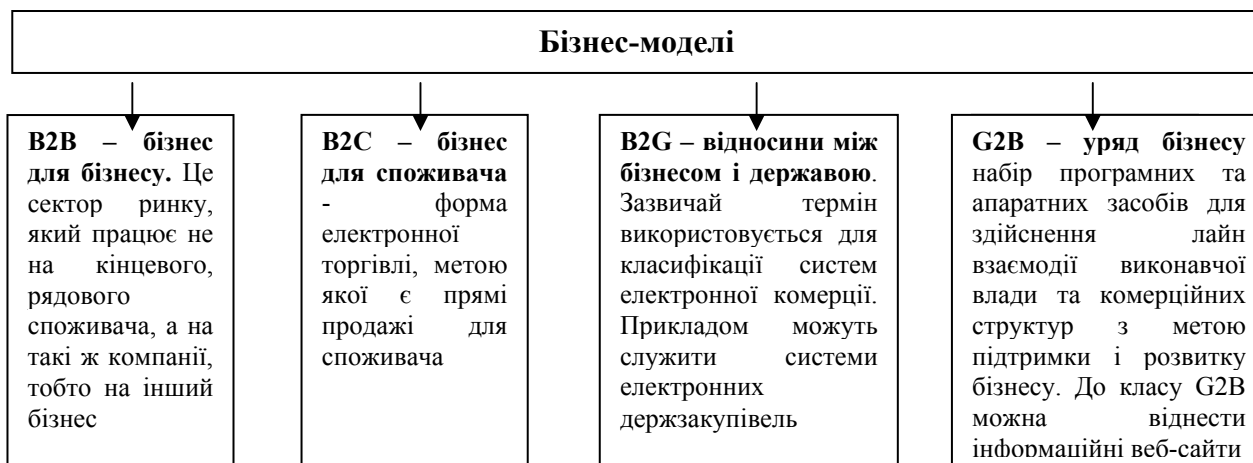 Бізнес-моделі
B2B – бізнес
для бізнесу. Це
сектор ринку,
який працює не
на кінцевого,
рядового
споживача, а на
такі ж компанії,
тобто на інший
бізнес
B2C – бізнес
для споживача
- форма
електронної
торгівлі, метою
якої є прямі
продажі для
споживача
B2G – відносини між
бізнесом і державою.
Зазвичай термін
використовується для
класифікації систем
електронної комерції.
Прикладом можуть
служити системи
електронних
держзакупівель
G2B – уряд бізнесу
набір програмних та
апаратних засобів для
здійснення лайн
взаємодії виконавчої
влади та комерційних
структур з метою
підтримки і розвитку
бізнесу. До класу G2B
можна віднести
інформаційні веб-сайти